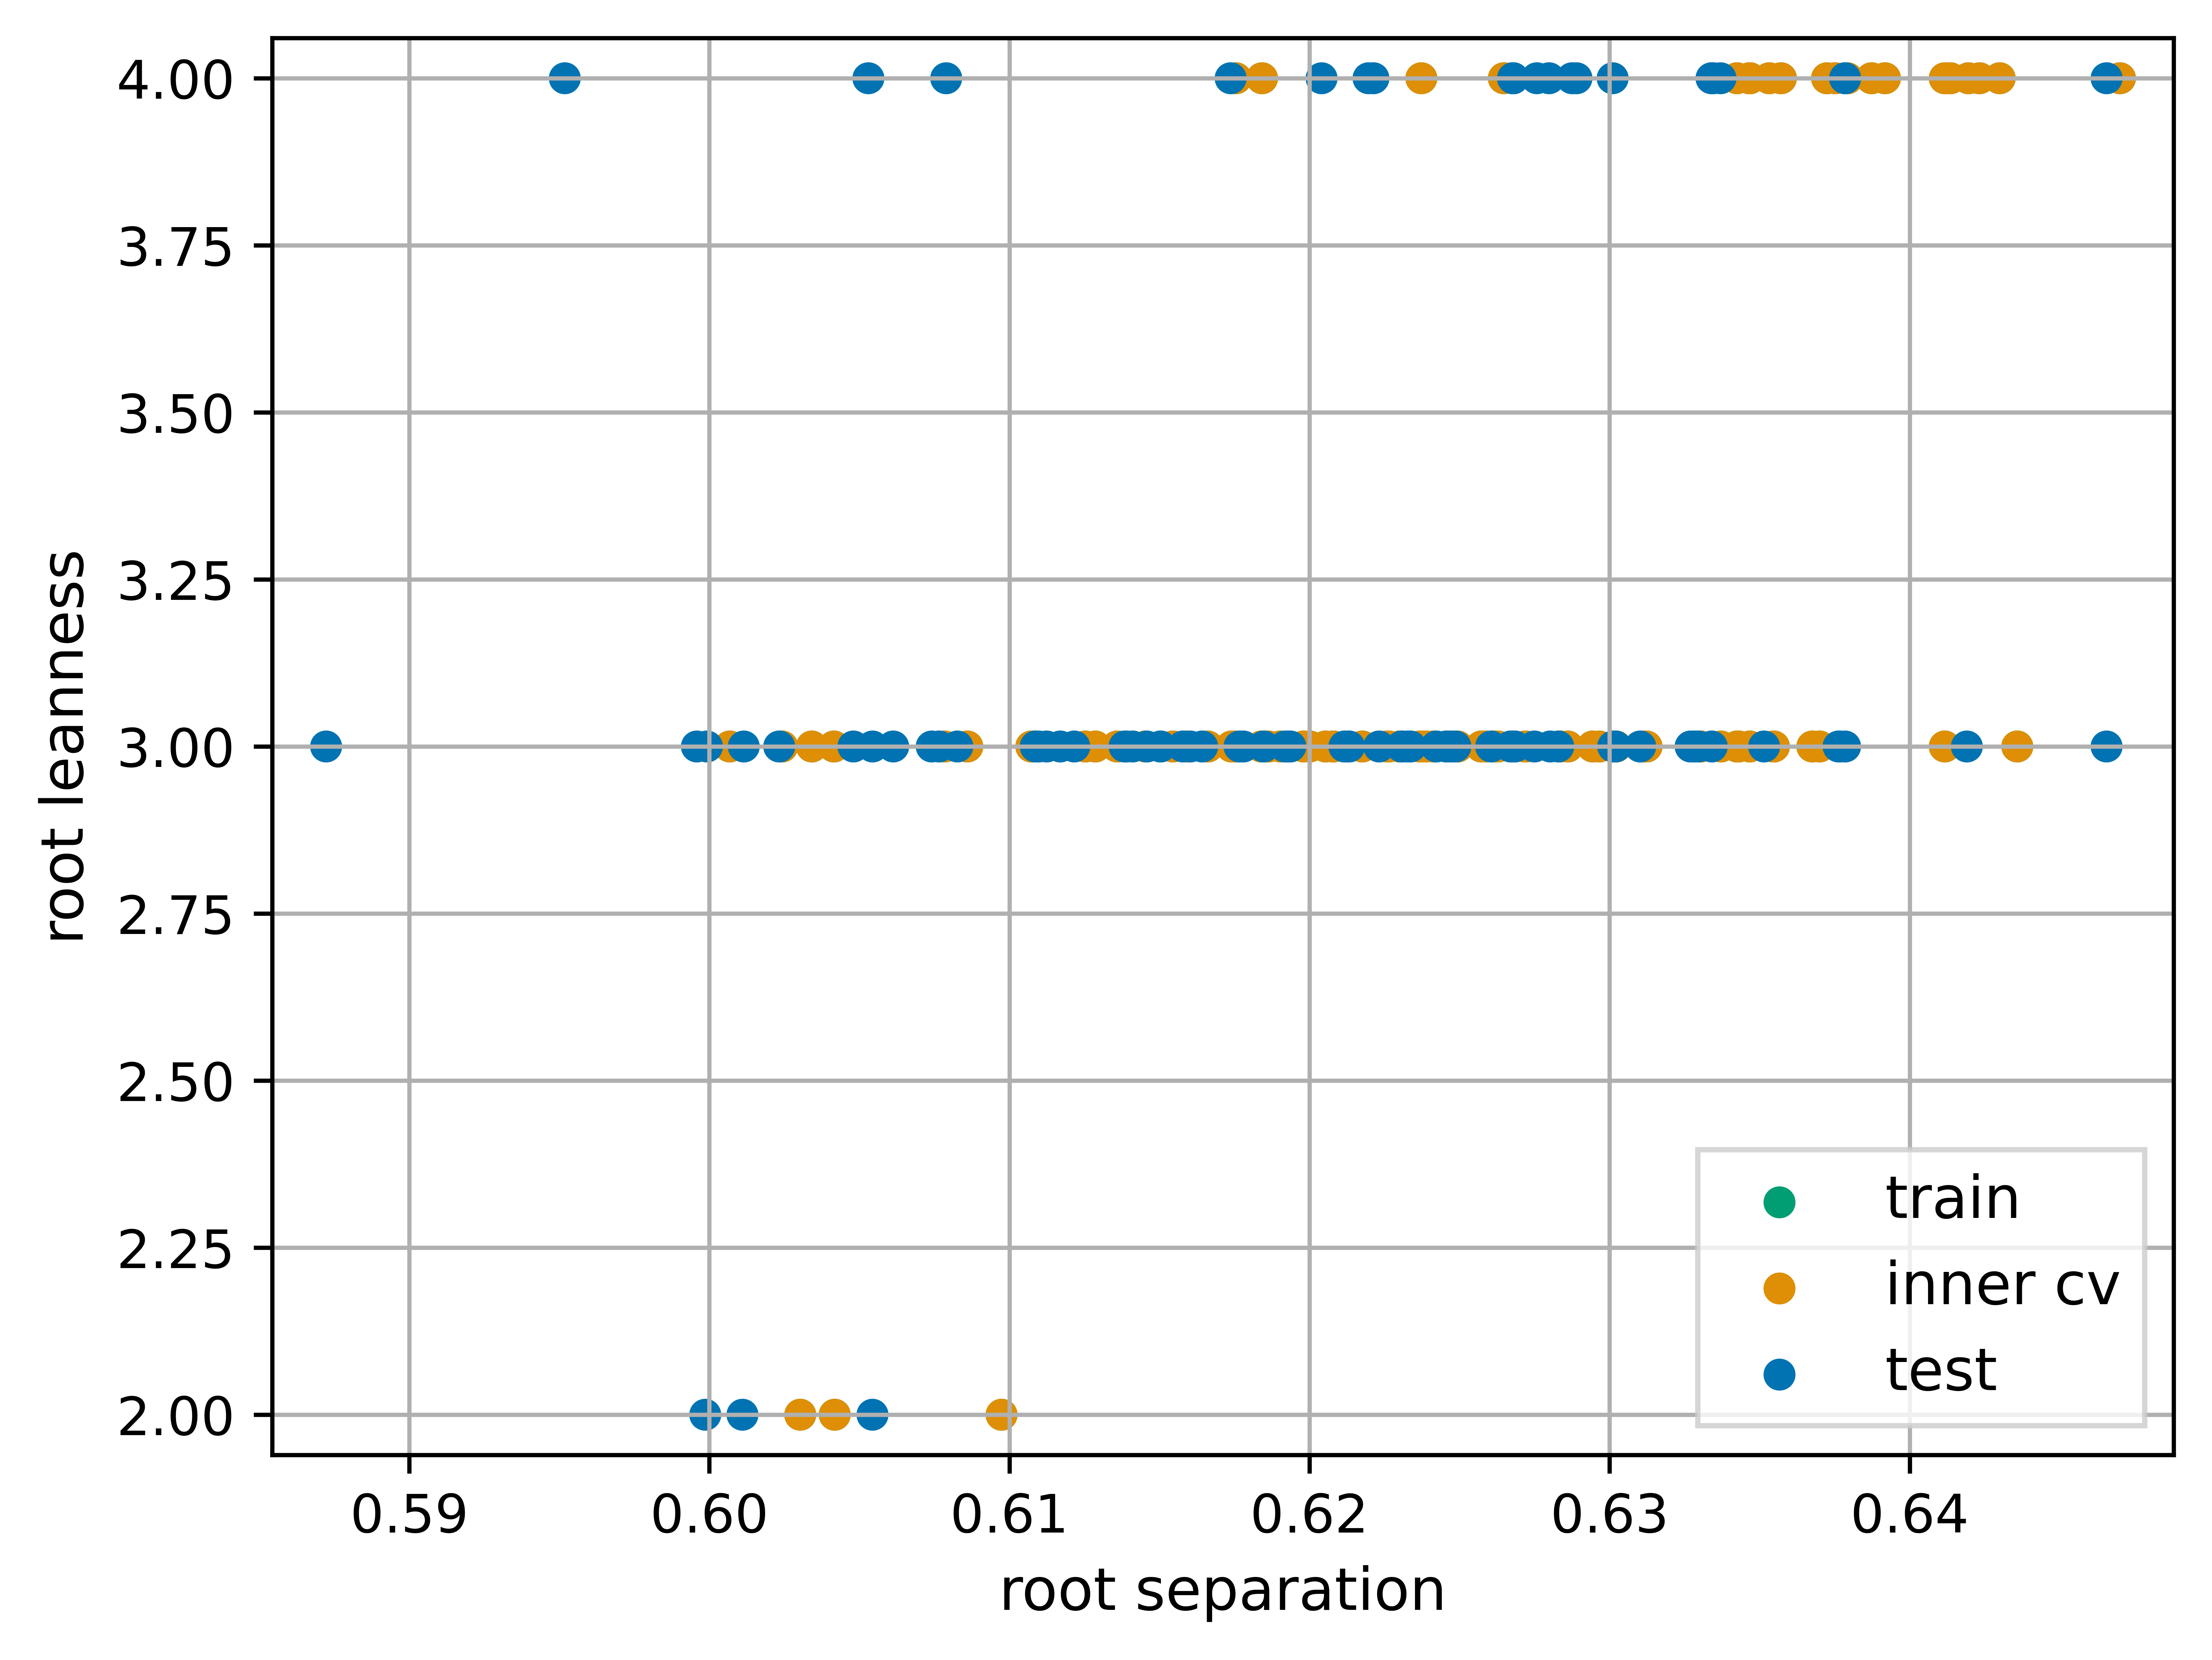 4.00
3.75
3.50
3.25
3.00
2.75
2.50
2.25
2.00
root leanness
train
inner cv
test
0.59 0.60 0.61 0.62 0.63 0.64
root separation